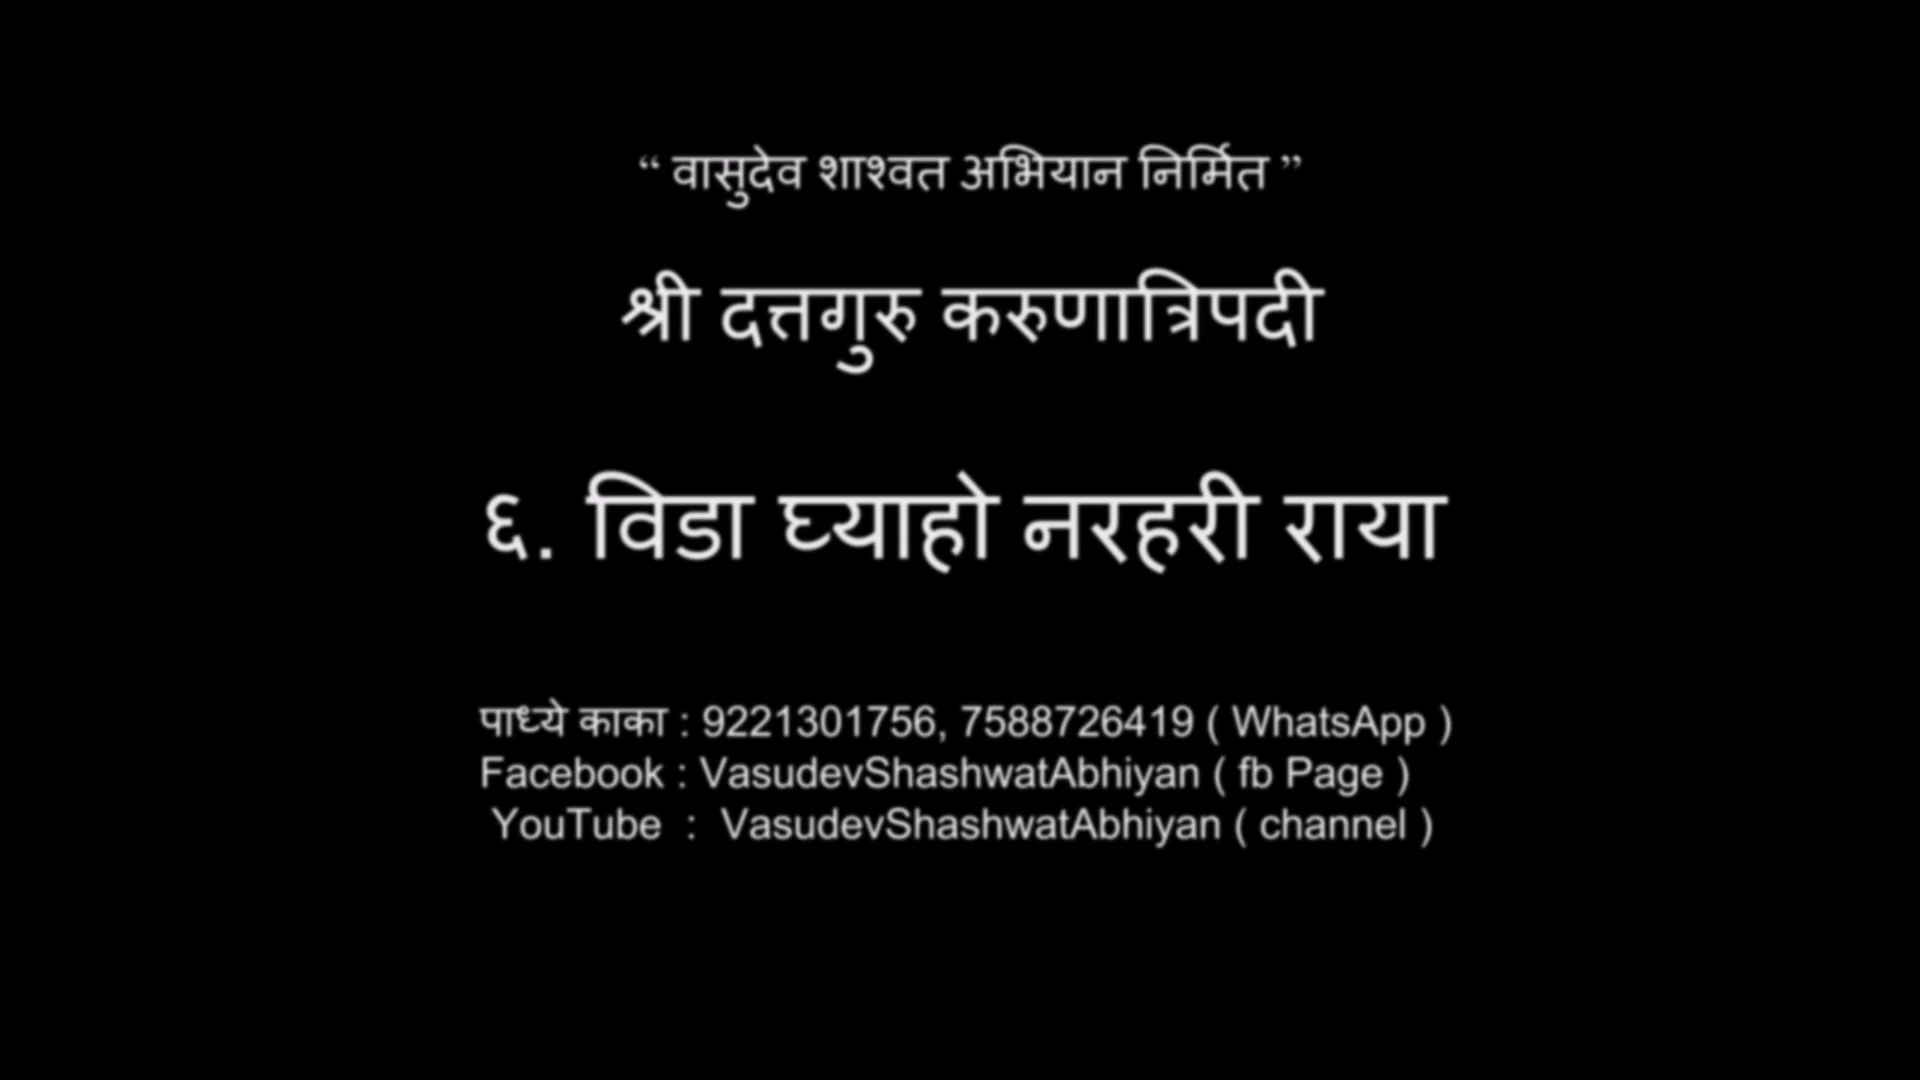 “ वासुदेव शाश्वत अभियान निर्मित ”
श्री दत्तगुरु करुणात्रिपदी
६. विडा घ्याहो नरहरी राया
पाध्ये काका : 9221301756, 7588726419 ( WhatsApp )
Facebook : VasudevShashwatAbhiyan ( fb Page )
YouTube : VasudevShashwatAbhiyan ( channel )